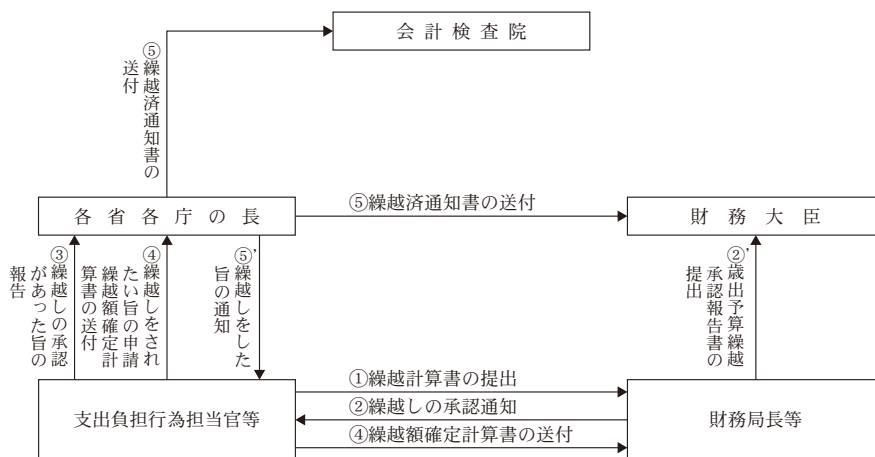 会計検査院
⑤繰越済通知書の
送付
各省各庁の長
⑤繰越済通知書の送付
財務大臣
③繰越しの承認
があった旨の
報告
④繰越しをされ
たい旨の申請
繰越額確定計
算書の送付
⑤’繰越しをした
旨の通知
②’歳出予算繰越
承認報告書の
提出
①繰越計算書の提出
②繰越しの承認通知
④繰越額確定計算書の送付
支出負担行為担当官等
財務局長等